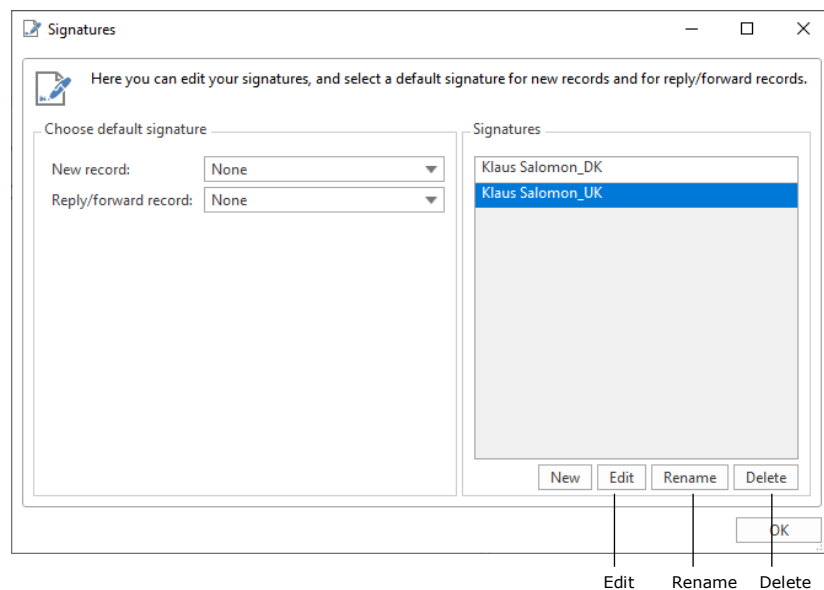 Signatures
Here you can edit your signatures, and select a default signature for new records and for reply/forward records.
Choose default signature
New record: None
Reply/forward record: None
Signatures
Klaus Salomon_DK
Klaus Salomon_UK
New Edit Rename Delete
OK
Edit Rename Delete